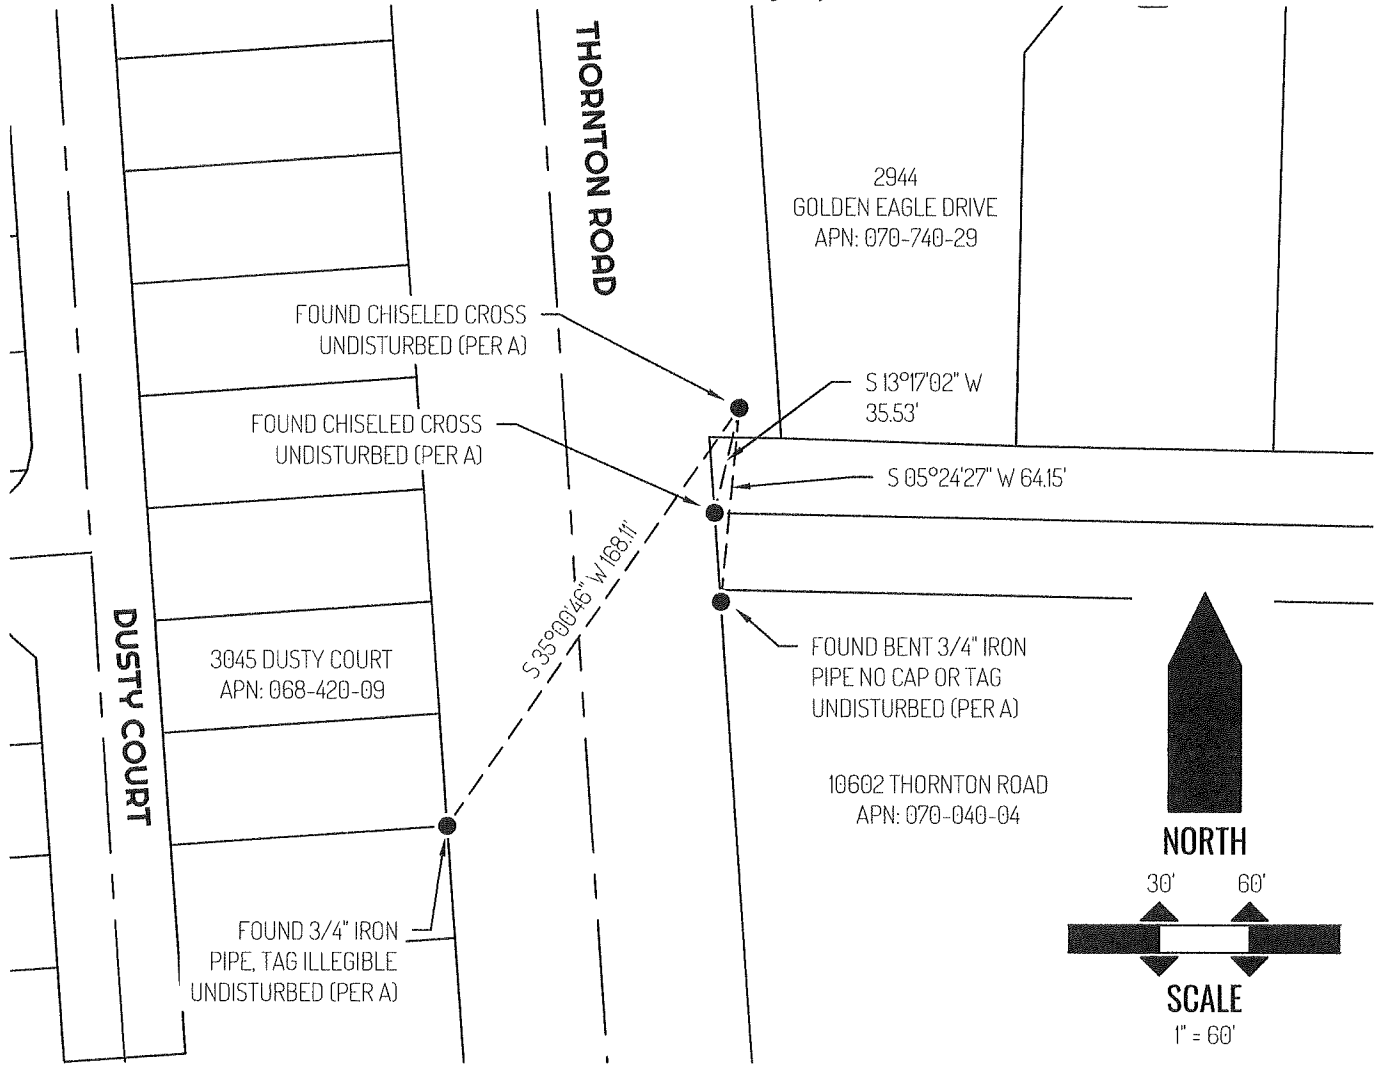 THORNTON ROAD
2944
GOLDEN EAGLE DRIVE
APN: 070-740-29
FOUND CHISELED CROSS
UNDISTURBED (PER A)
S 13°17'02" W
35.53'
FOUND CHISELED CROSS
UNDISTURBED (PER A)
S 05°24'27" W 64.15'
S 35°00'46" W 168.11'
DUSTY COURT
3045 DUSTY COURT
APN: 068-420-09
FOUND BENT 3/4" IRON
PIPE NO CAP OR TAG
UNDISTURBED (PER A)
10602 THORNTON ROAD
APN: 070-040-04
NORTH
30' 60'
FOUND 3/4" IRON
PIPE, TAG ILLEGIBLE
UNDISTURBED (PER A)
SCALE
1" = 60'